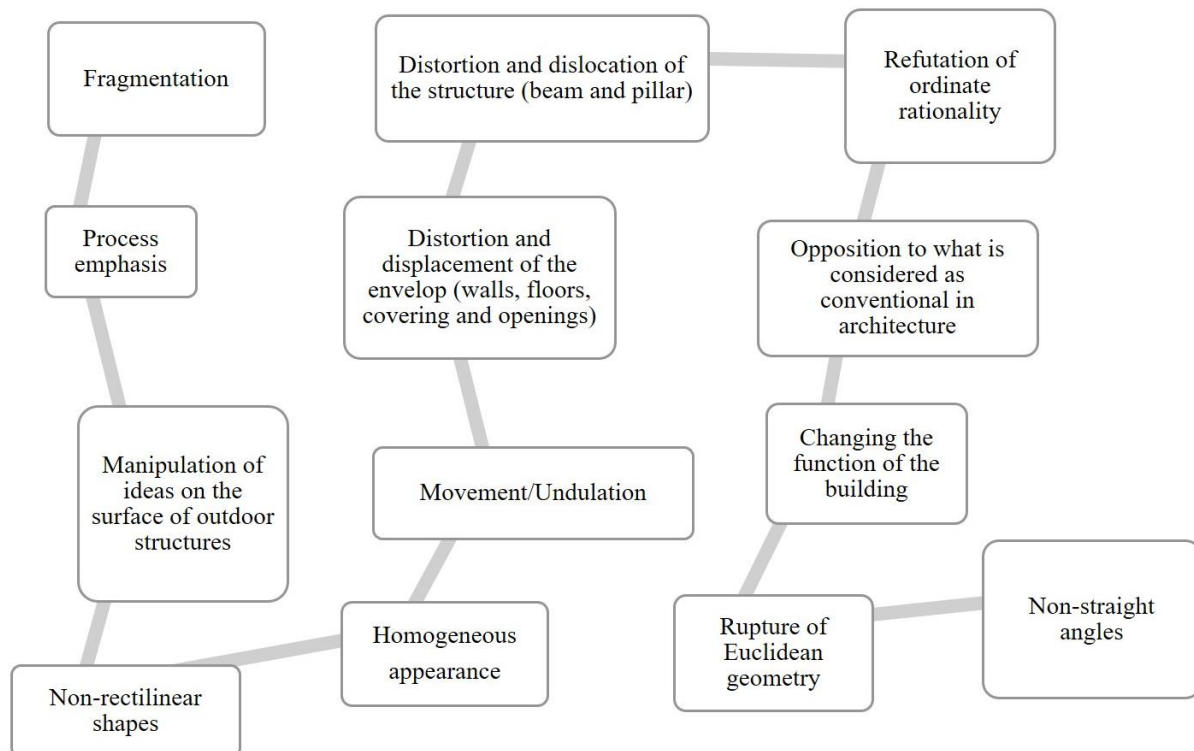 Fragmentation
Process
emphasis
Manipulation of
ideas on the
surface of outdoor
structures
Non-rectilinear
shapes
Homogeneous
appearance
Movement/Undulation
Distortion and
displacement of the
envelop (walls, floors,
covering and openings)
Distortion and dislocation of
the structure (beam and pillar)
Refutation of
ordinate
rationality
Opposition to what is
considered as
conventional in
architecture
Changing the
function of the
building
Rupture of
Euclidean
geometry
Non-straight
angles